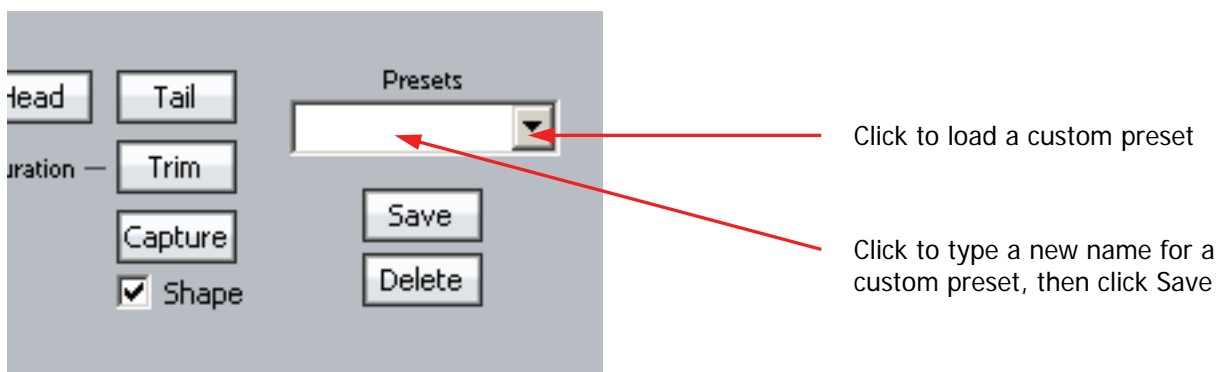 Presets
Tail
Click to load a custom preset
Trim
Save
Capture
Click to type a new name for a
custom preset, then click Save
Delete
Shape